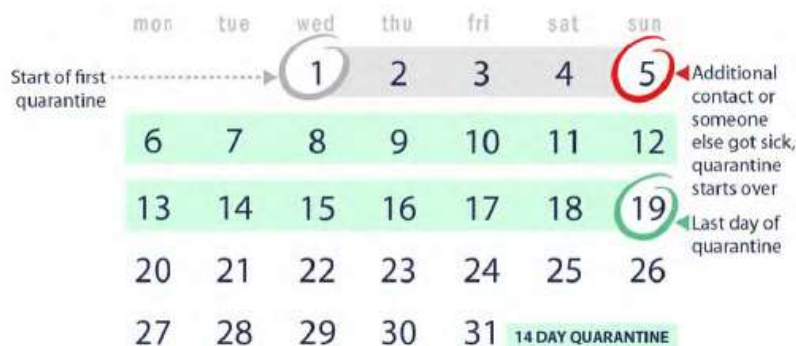 mon tue wed thu fri sat sun
Start of first
quarantine
1 2 3 4 5
Additional
contact or
someone
else got sick,
quarantine
starts over
6 7 8 9 10 11 12
13 14 15 16 17 18 19
Last day of
quarantine
20 21 22 23 24 25 26
27 28 29 30 31 14 DAY QUARANTINE